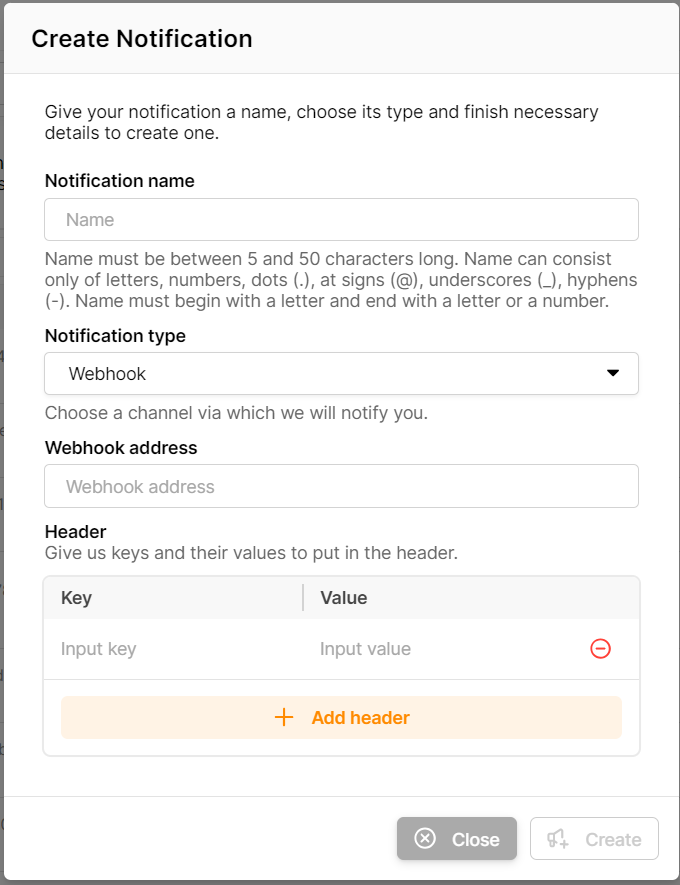 Create Notification
Give your notification a name, choose its type and finish necessary
details to create one.
Notification name
Name
Name must be between 5 and 50 characters long. Name can consist
only of letters, numbers, dots (.), at signs (@), underscores (_), hyphens
(-). Name must begin with a letter and end with a letter or a number.
Notification type
Webhook
Choose a channel via which we will notify you.
Webhook address
Webhook address
Header
Give us keys and their values to put in the header.
Key Value
Input key Input value
Add header
Close Create